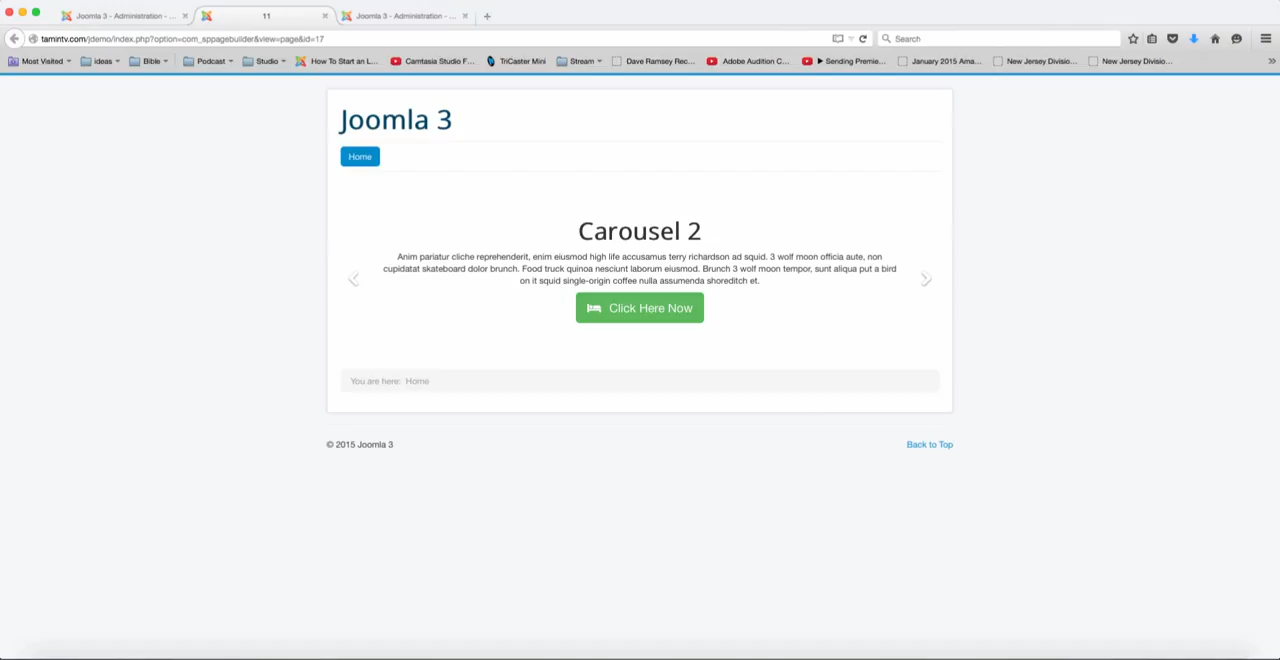 Joomla 3 - Administration - ...
11
Joomla 3 - Administration - ...
tamintv.com/jdemo/index.php?option=com_sppagebuilder&view=page&id=17
Search
Most Visited
ideas
Bible
Podcast
Studio
How To Start an L...
Camtasia Studio F...
TriCaster Mini
Stream
Dave Ramsey Rec...
Adobe Audition C...
Sending Premie...
January 2015 Ama...
New Jersey Divisio...
New Jersey Divisio...
Joomla 3
Home
Carousel 2
Anim pariatur cliche reprehenderit, enim eiusmod high life accusamus terry richardson ad squid. 3 wolf moon officia aute, non
cupidatat skateboard dolor brunch. Food truck quinoa nesciunt laborum eiusmod. Brunch 3 wolf moon tempor, sunt aliqua put a bird
on it squid single-origin coffee nulla assumenda shoreditch et.
Click Here Now
You are here: Home
© 2015 Joomla 3
Back to Top